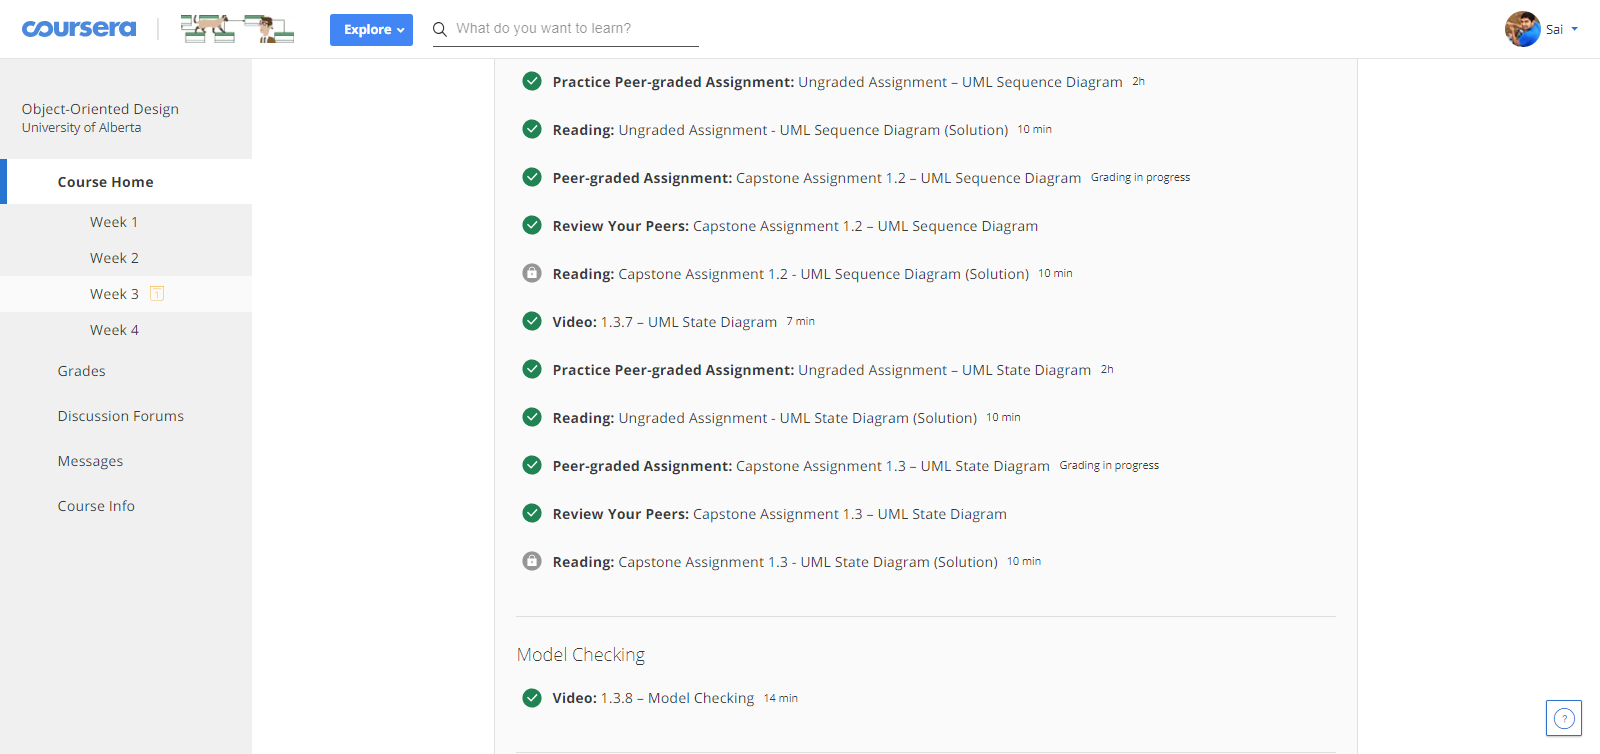 coursera
Explore
What do you want to learn?
Sai
Object-Oriented Design
University of Alberta
Course Home
Week 1
Week 2
Week 3 1
Week 4
Grades
Discussion Forums
Messages
Course Info
Practice Peer-graded Assignment: Ungraded Assignment – UML Sequence Diagram 2h
Reading: Ungraded Assignment - UML Sequence Diagram (Solution) 10 min
Peer-graded Assignment: Capstone Assignment 1.2 – UML Sequence Diagram Grading in progress
Review Your Peers: Capstone Assignment 1.2 – UML Sequence Diagram
Reading: Capstone Assignment 1.2 - UML Sequence Diagram (Solution) 10 min
Video: 1.3.7 – UML State Diagram 7 min
Practice Peer-graded Assignment: Ungraded Assignment – UML State Diagram 2h
Reading: Ungraded Assignment - UML State Diagram (Solution) 10 min
Peer-graded Assignment: Capstone Assignment 1.3 – UML State Diagram Grading in progress
Review Your Peers: Capstone Assignment 1.3 – UML State Diagram
Reading: Capstone Assignment 1.3 - UML State Diagram (Solution) 10 min
Model Checking
Video: 1.3.8 – Model Checking 14 min
?